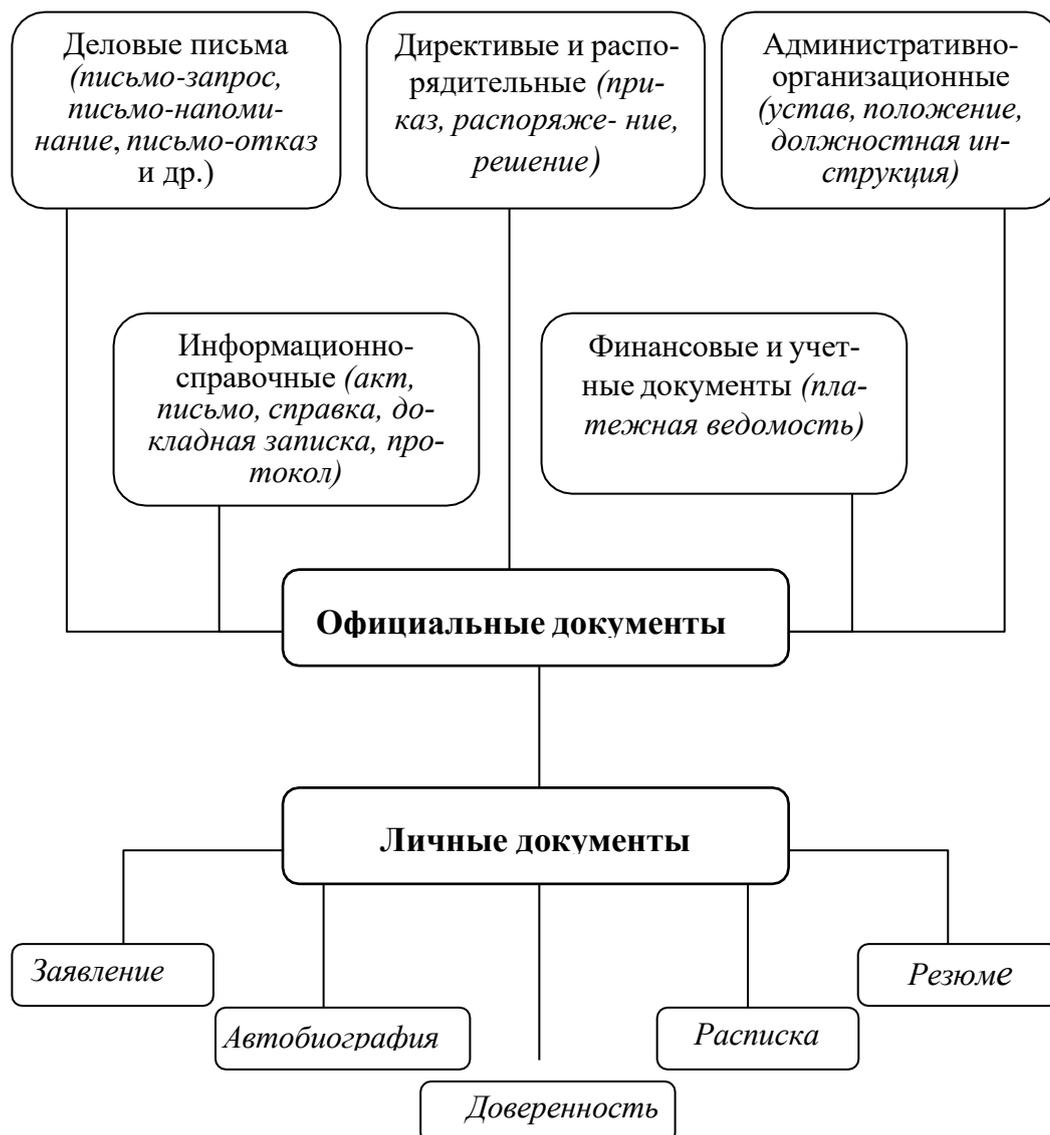 Деловые письма
(письмо-запрос,
письмо-напоми-
нание, письмо-отказ
и др.)
Директивые и распо-
рядительные (при-
каз, распоряже- ние,
решение)
Административно-
организационные
(устав, положение,
должностная ин-
струкция)
Информационно-
справочные (акт,
письмо, справка, до-
кладная записка, про-
токол)
Финансовые и учет-
ные документы (пла-
тежная ведомость)
Официальные документы
Личные документы
Заявление
Автобиография
Доверенность
Расписка
Резюме